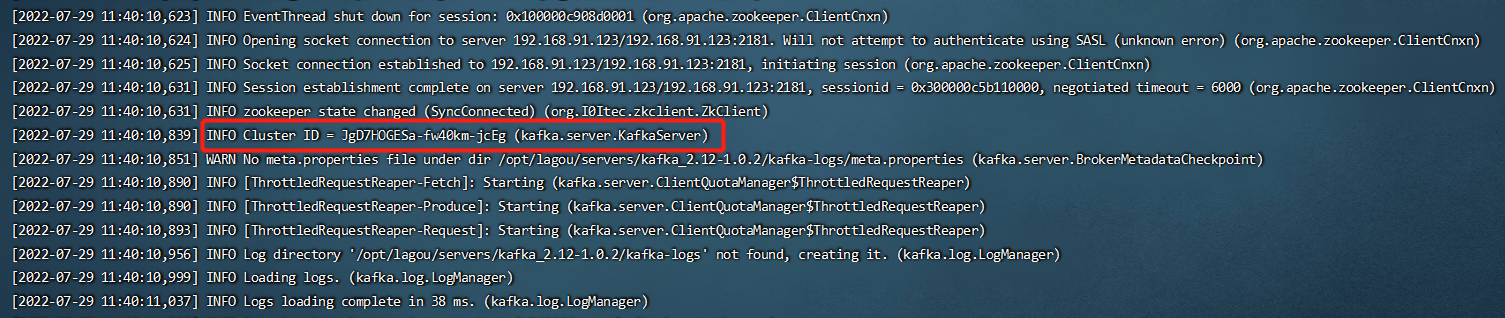 [2022-07-29 11:40:10,623] INFO EventThread shut down for session: 0x100000c908d0001 (org.apache.zookeeper.ClientCnxn)
[2022-07-29 11:40:10,624] INFO Opening socket connection to server 192.168.91.123/192.168.91.123:2181. Will not attempt to authenticate using SASL (unknown error) (org.apache.zookeeper.ClientCnxn)
[2022-07-29 11:40:10,625] INFO Socket connection established to 192.168.91.123/192.168.91.123:2181, initiating session (org.apache.zookeeper.ClientCnxn)
[2022-07-29 11:40:10,631] INFO Session establishment complete on server 192.168.91.123/192.168.91.123:2181, sessionid = 0x300000c5b110000, negotiated timeout = 6000 (org.apache.zookeeper.ClientCnxn)
[2022-07-29 11:40:10,631] INFO zookeeper state changed (SyncConnected) (org.I0Itec.zkclient.ZkClient)
[2022-07-29 11:40:10,839] INFO Cluster ID = JgD7HOGESa-fw40km-jcEg (kafka.server.KafkaServer)
[2022-07-29 11:40:10,851] WARN No meta.properties file under dir /opt/lagou/servers/kafka_2.12-1.0.2/kafka-logs/meta.properties (kafka.server.BrokerMetadataCheckpoint)
[2022-07-29 11:40:10,890] INFO [ThrottledRequestReaper-Fetch]: Starting (kafka.server.ClientQuotaManager$ThrottledRequestReaper)
[2022-07-29 11:40:10,890] INFO [ThrottledRequestReaper-Produce]: Starting (kafka.server.ClientQuotaManager$ThrottledRequestReaper)
[2022-07-29 11:40:10,893] INFO [ThrottledRequestReaper-Request]: Starting (kafka.server.ClientQuotaManager$ThrottledRequestReaper)
[2022-07-29 11:40:10,956] INFO Log directory '/opt/lagou/servers/kafka_2.12-1.0.2/kafka-logs' not found, creating it. (kafka.log.LogManager)
[2022-07-29 11:40:10,999] INFO Loading logs. (kafka.log.LogManager)
[2022-07-29 11:40:11,037] INFO Logs loading complete in 38 ms. (kafka.log.LogManager)